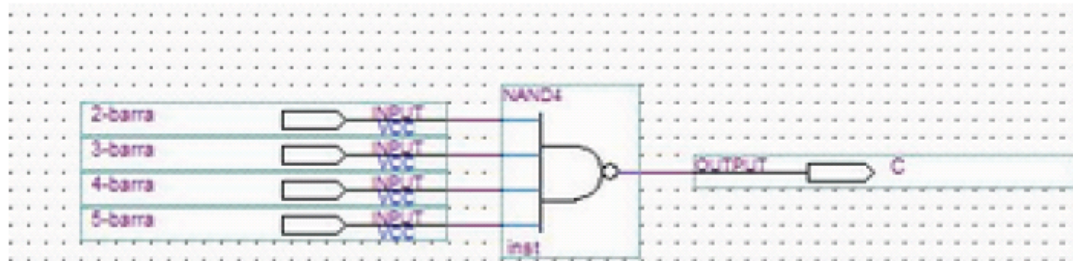 NAND4
2-barra INPUT
VCC
3-barra INPUT
VCC
4-barra INPUT
VCC
5-barra INPUT
VCC
OUTPUT C
inst